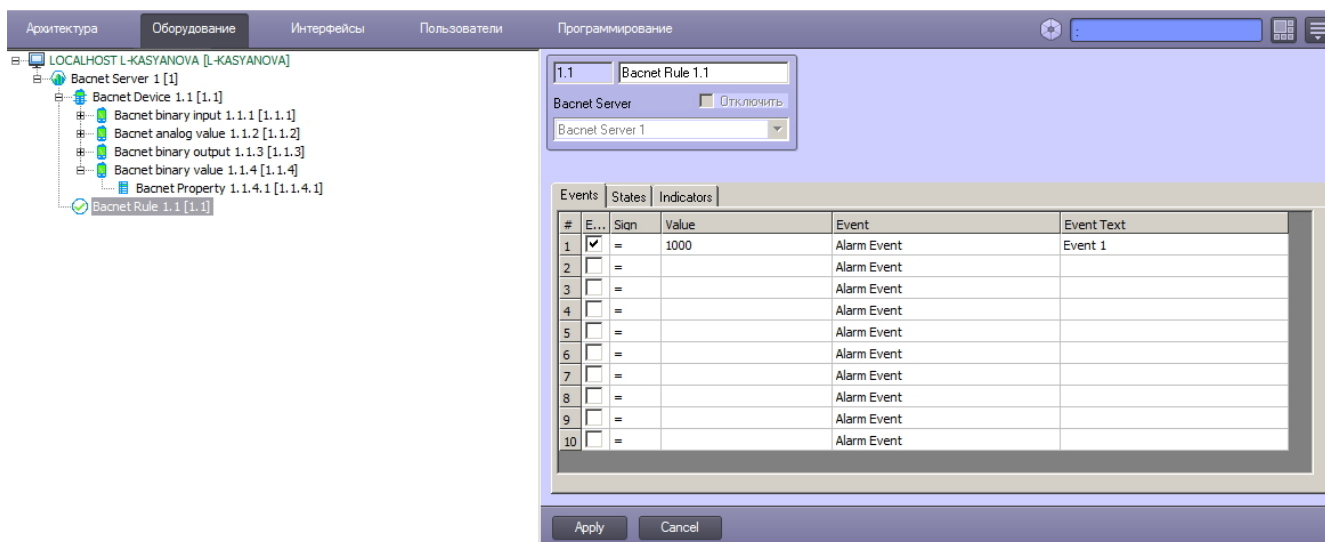 Архитектура Оборудование Интерфейсы Пользователи Программирование :
LOCALHOST L-KASYANOVA [L-KASYANOVA]
Bacnet Server 1 [1]
Bacnet Device 1.1 [1.1]
Bacnet binary input 1.1.1 [1.1.1]
Bacnet analog value 1.1.2 [1.1.2]
Bacnet binary output 1.1.3 [1.1.3]
Bacnet binary value 1.1.4 [1.1.4]
Bacnet Property 1.1.4.1 [1.1.4.1]
Bacnet Rule 1.1 [1.1]
1.1 Bacnet Rule 1.1
Bacnet Server Отключить
Bacnet Server 1
Events States Indicators
# E... Sign Value Event Event Text
1 = 1000 Alarm Event Event 1
2 = Alarm Event
3 = Alarm Event
4 = Alarm Event
5 = Alarm Event
6 = Alarm Event
7 = Alarm Event
8 = Alarm Event
9 = Alarm Event
10 = Alarm Event
Apply Cancel